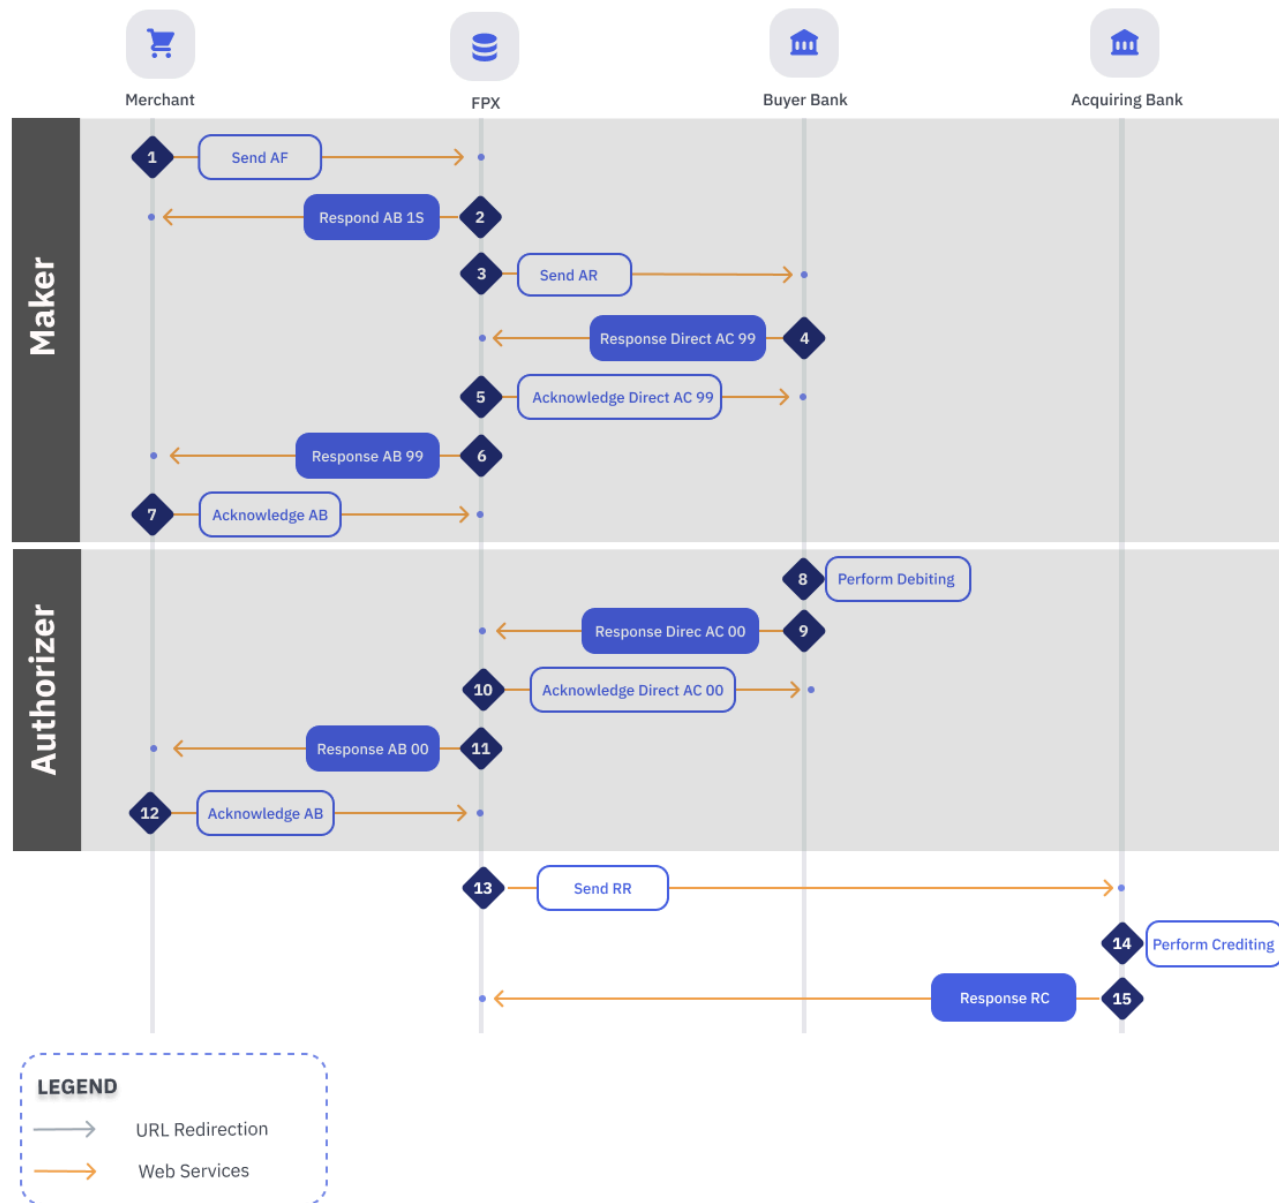 Merchant
FPX
Buyer Bank
Acquiring Bank
Maker
1 Send AF
Respond AB 1S 2
3 Send AR
Response Direct AC 99 4
5 Acknowledge Direct AC 99
Response AB 99 6
7 Acknowledge AB
Authorizer
8 Perform Debiting
Response Direc AC 00 9
10 Acknowledge Direct AC 00
Response AB 00 11
12 Acknowledge AB
13 Send RR
14 Perform Crediting
Response RC 15
LEGEND
URL Redirection
Web Services